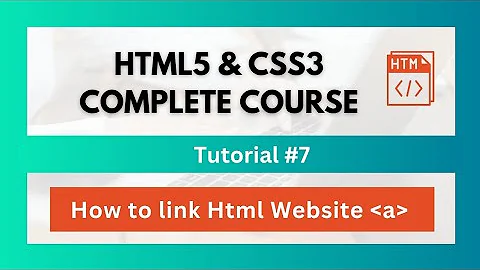 HTML5 & CSS3
COMPLETE COURSE
HTM
</>
Tutorial #7
How to link Html Website <a>